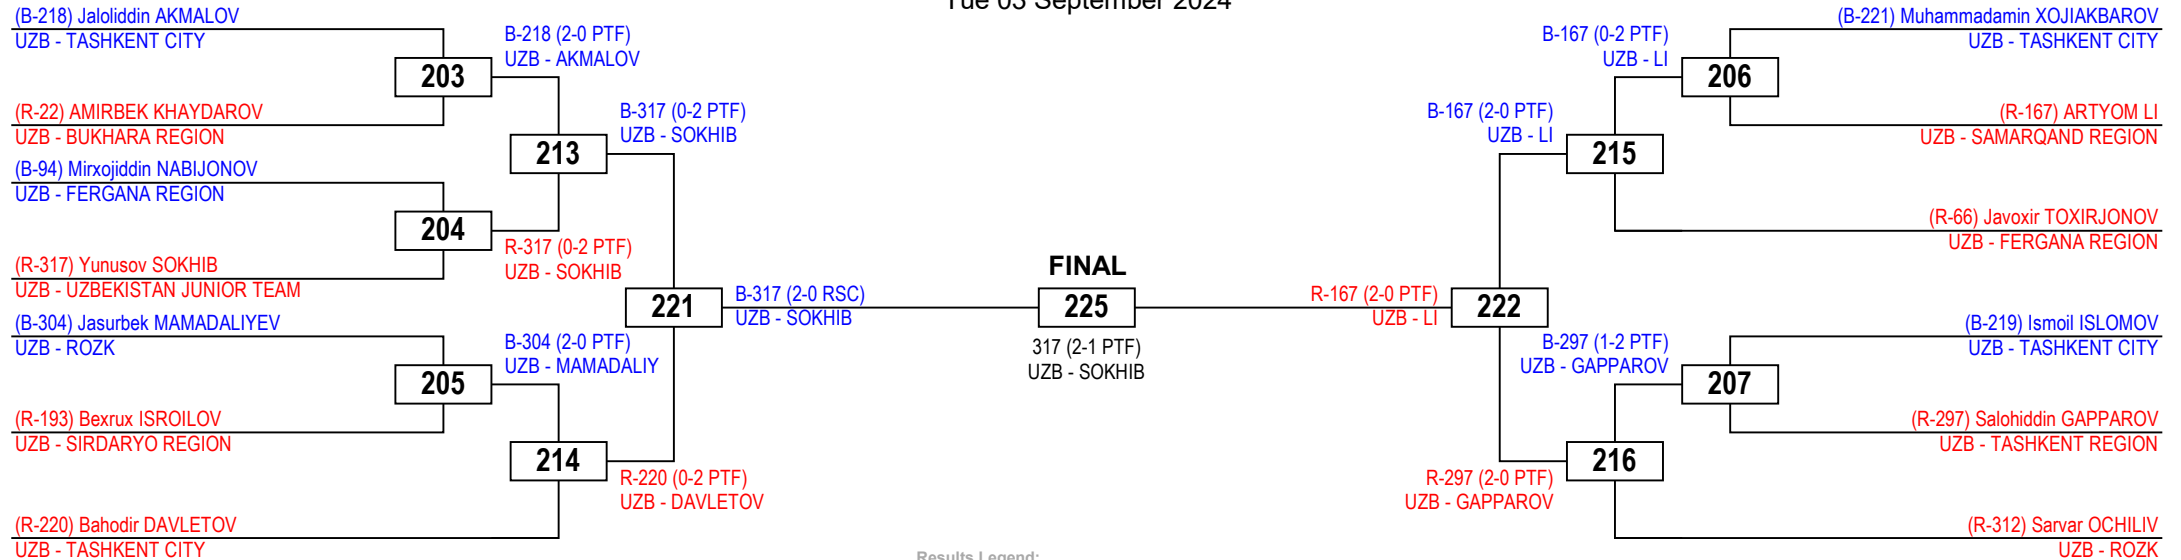 Tue 03 September 2024
(B-218) Jaloliddin AKMALOV
UZB - TASHKENT CITY
203
(R-22) AMIRBEK KHAYDAROV
UZB - BUKHARA REGION
B-218 (2-0 PTF)
UZB - AKMALOV
(B-94) Mirxojiddin NABIJONOV
UZB - FERGANA REGION
204
(R-317) Yunusov SOKHIB
UZB - UZBEKISTAN JUNIOR TEAM
R-317 (0-2 PTF)
UZB - SOKHIB
213
B-317 (0-2 PTF)
UZB - SOKHIB
(B-304) Jasurbek MAMADALIYEV
UZB - ROZK
205
(R-193) Bexrux ISROILOV
UZB - SIRDARYO REGION
B-304 (2-0 PTF)
UZB - MAMADALIY
214
(R-220) Bahodir DAVLETOV
UZB - TASHKENT CITY
R-220 (0-2 PTF)
UZB - DAVLETOV
221
B-317 (2-0 RSC)
UZB - SOKHIB
FINAL
225
317 (2-1 PTF)
UZB - SOKHIB
R-167 (2-0 PTF)
UZB - LI
222
B-167 (2-0 PTF)
UZB - LI
215
B-167 (0-2 PTF)
UZB - LI
206
(B-221) Muhammadamin XOJIAKBAROV
UZB - TASHKENT CITY
(R-167) ARTYOM LI
UZB - SAMARQAND REGION
(R-66) Javoxir TOXIRJONOV
UZB - FERGANA REGION
B-297 (1-2 PTF)
UZB - GAPPAROV
207
(B-219) Ismoil ISLOMOV
UZB - TASHKENT CITY
(R-297) Salohiddin GAPPAROV
UZB - TASHKENT REGION
R-297 (2-0 PTF)
UZB - GAPPAROV
216
(R-312) Sarvar OCHILIV
UZB - ROZK
Results Legend: